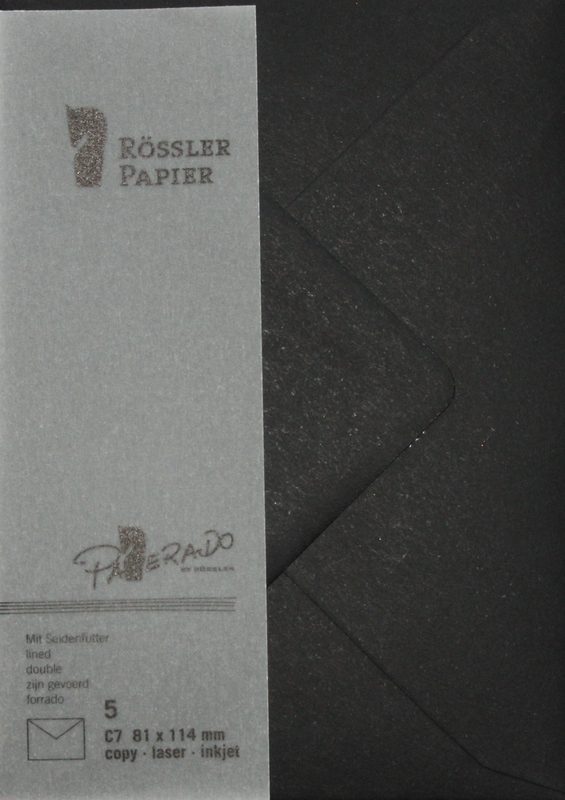 RÖSSLER
PAPIER
PAPERADO
BY RÖSSLER
Mit Seidenfutter
lined
double
zijn gevoerd
forrado
5
C7 81 x 114 mm
copy · laser · inkjet